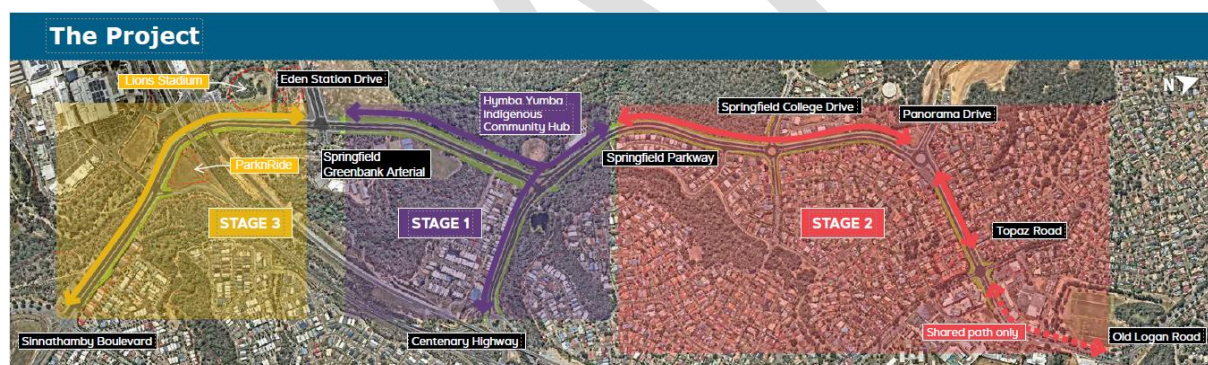 The Project
Lions Stadium
Eden Station Drive
N
Hymba Yumba
Indigenous
Community Hub
Springfield College Drive
Panorama Drive
ParknRide
Springfield
Greenbank Arterial
Springfield Parkway
STAGE 3
STAGE 1
STAGE 2
Topaz Road
Shared path only
Sinnathamby Boulevard
Centenary Highway
Old Logan Road